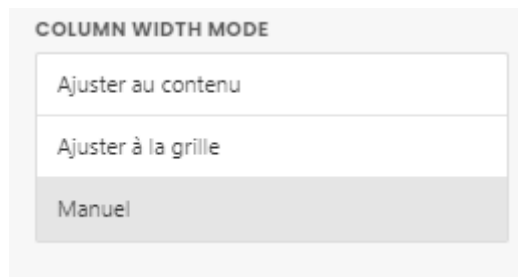 COLUMN WIDTH MODE
Ajuster au contenu
Ajuster à la grille
Manuel